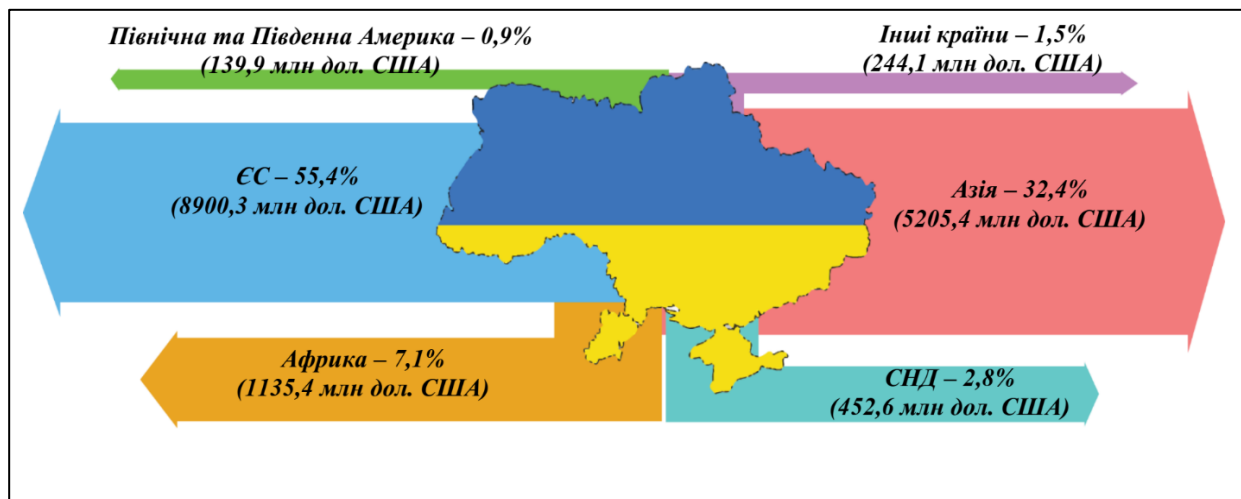 Північна та Південна Америка – 0,9%
(139,9 млн дол. США)
Інші країни – 1,5%
(244,1 млн дол. США)
ЄС – 55,4%
(8900,3 млн дол. США)
Азія – 32,4%
(5205,4 млн дол. США)
Африка – 7,1%
(1135,4 млн дол. США)
СНД – 2,8%
(452,6 млн дол. США)